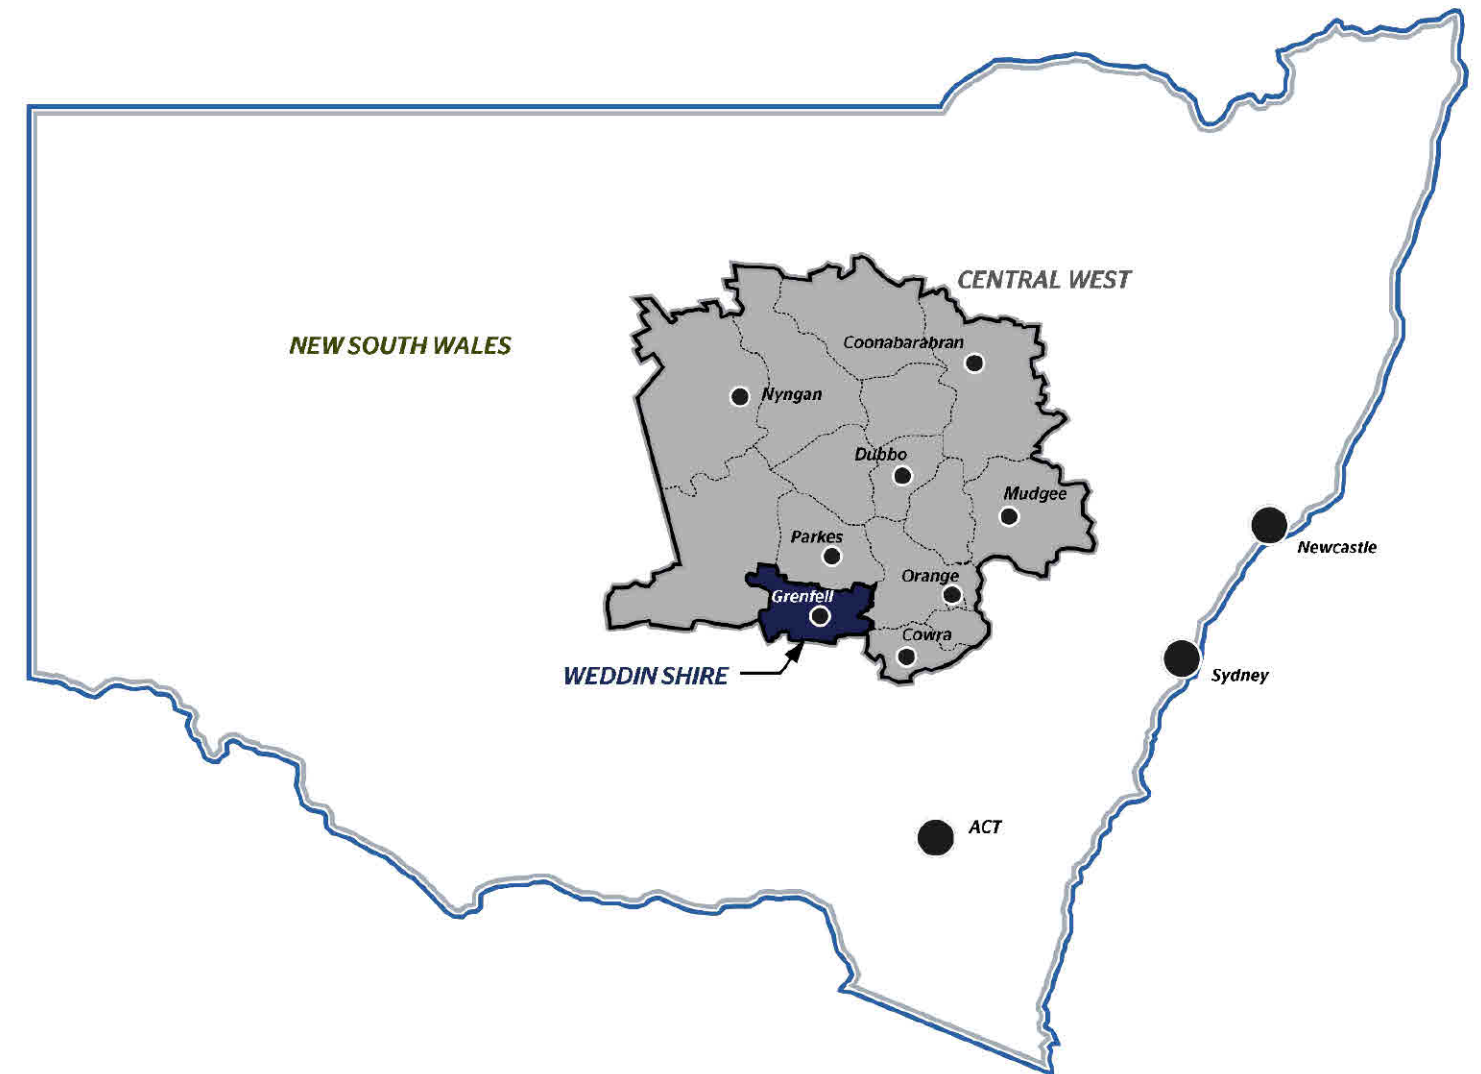 CENTRAL WEST
NEW SOUTH WALES
Coonabarabran
Nyngan
Dubbo
Mudgee
Parkes
Newcastle
Orange
Grenfell
Cowra
WEDDIN SHIRE
Sydney
ACT